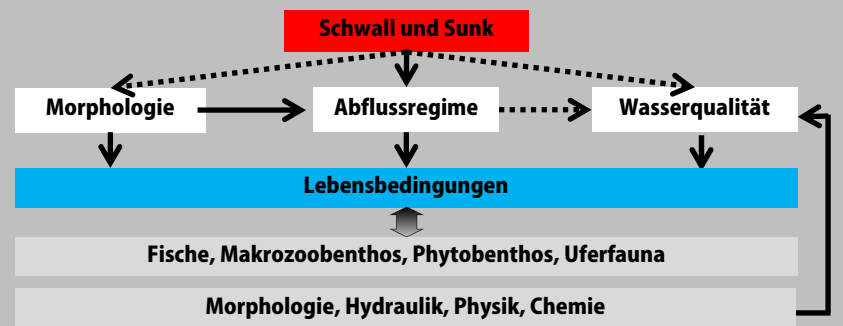 Schwall und Sunk
Morphologie
Abflussregime
Wasserqualität
Lebensbedingungen
Fische, Makrozoobenthos, Phytobenthos, Uferfauna
Morphologie, Hydraulik, Physik, Chemie